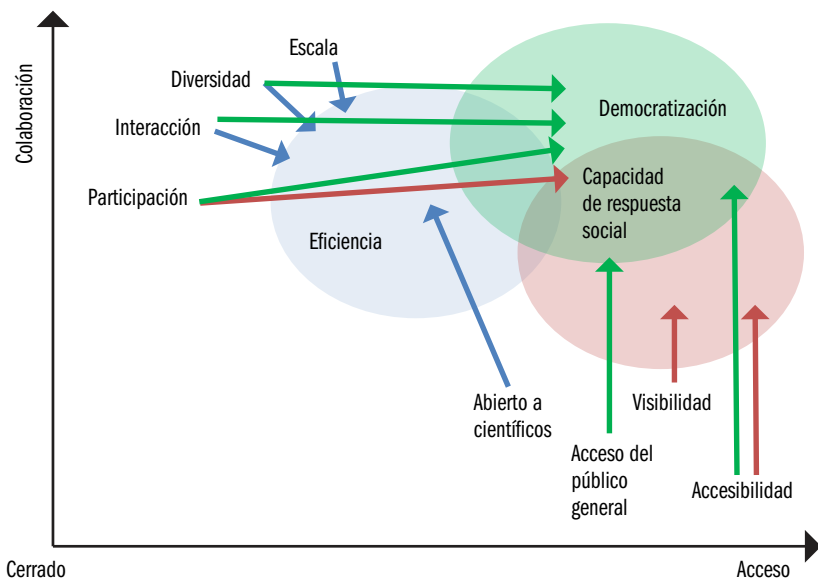 Colaboración
Escala
Diversidad
Interacción
Participación
Democratización
Capacidad
de respuesta
social
Eficiencia
Abierto a
científicos
Visibilidad
Acceso del
público
general
Accesibilidad
Cerrado
Acceso